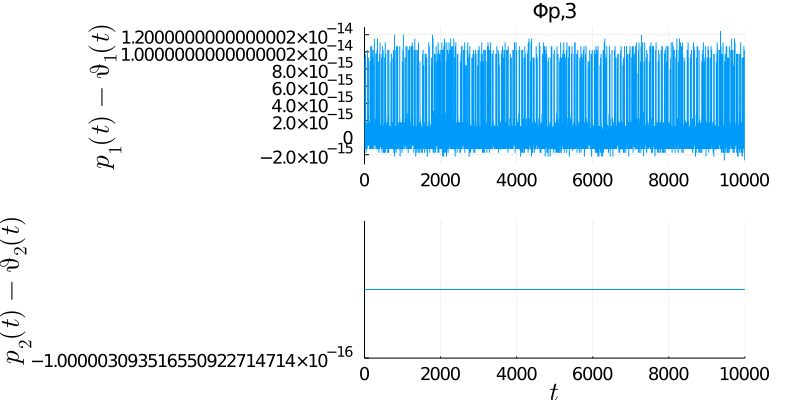 Φp,3
p₁(t) − ϑ₁(t)
1.2000000000000002×10⁻¹⁴
1.0000000000000002×10⁻¹⁴
8.0×10⁻¹⁵
6.0×10⁻¹⁵
4.0×10⁻¹⁵
2.0×10⁻¹⁵
0
−2.0×10⁻¹⁵
0 2000 4000 6000 8000 10000
p₂(t) − ϑ₂(t)
−1.000003093516550922714714×10⁻¹⁶
0 2000 4000 6000 8000 10000
t